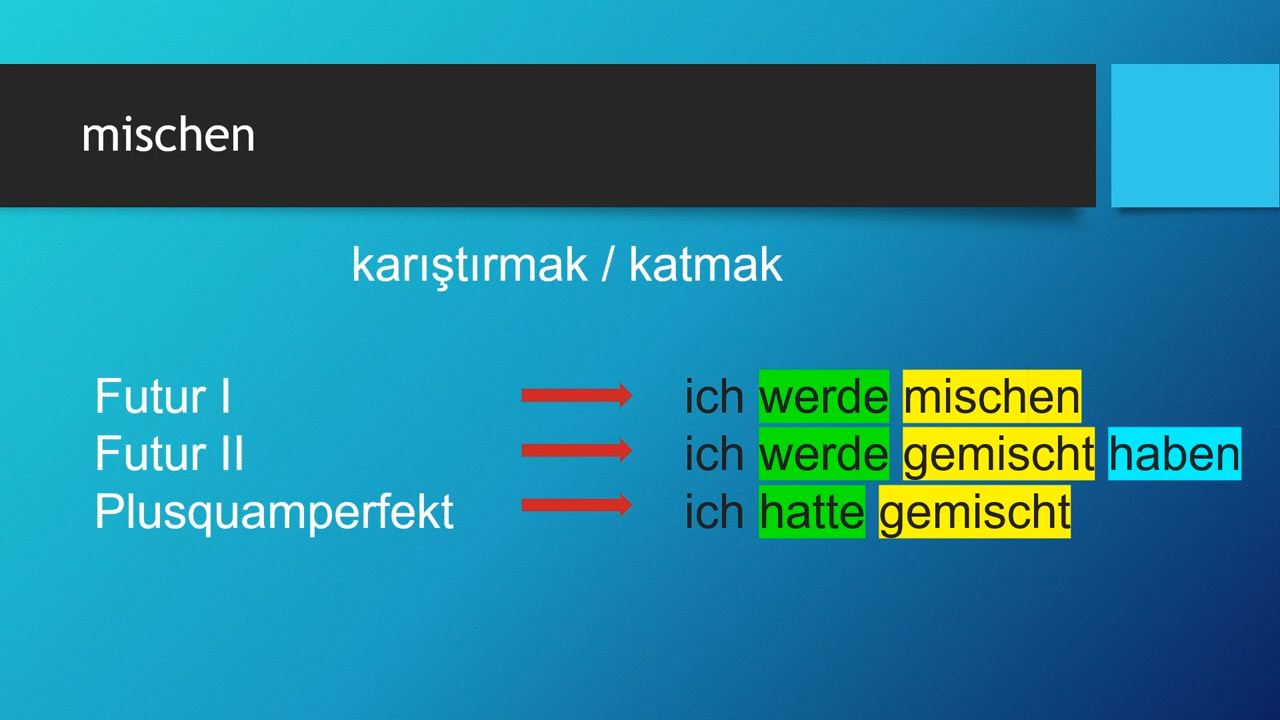 mischen
karıştırmak / katmak
Futur I ich werde mischen
Futur II ich werde gemischt haben
Plusquamperfekt ich hatte gemischt